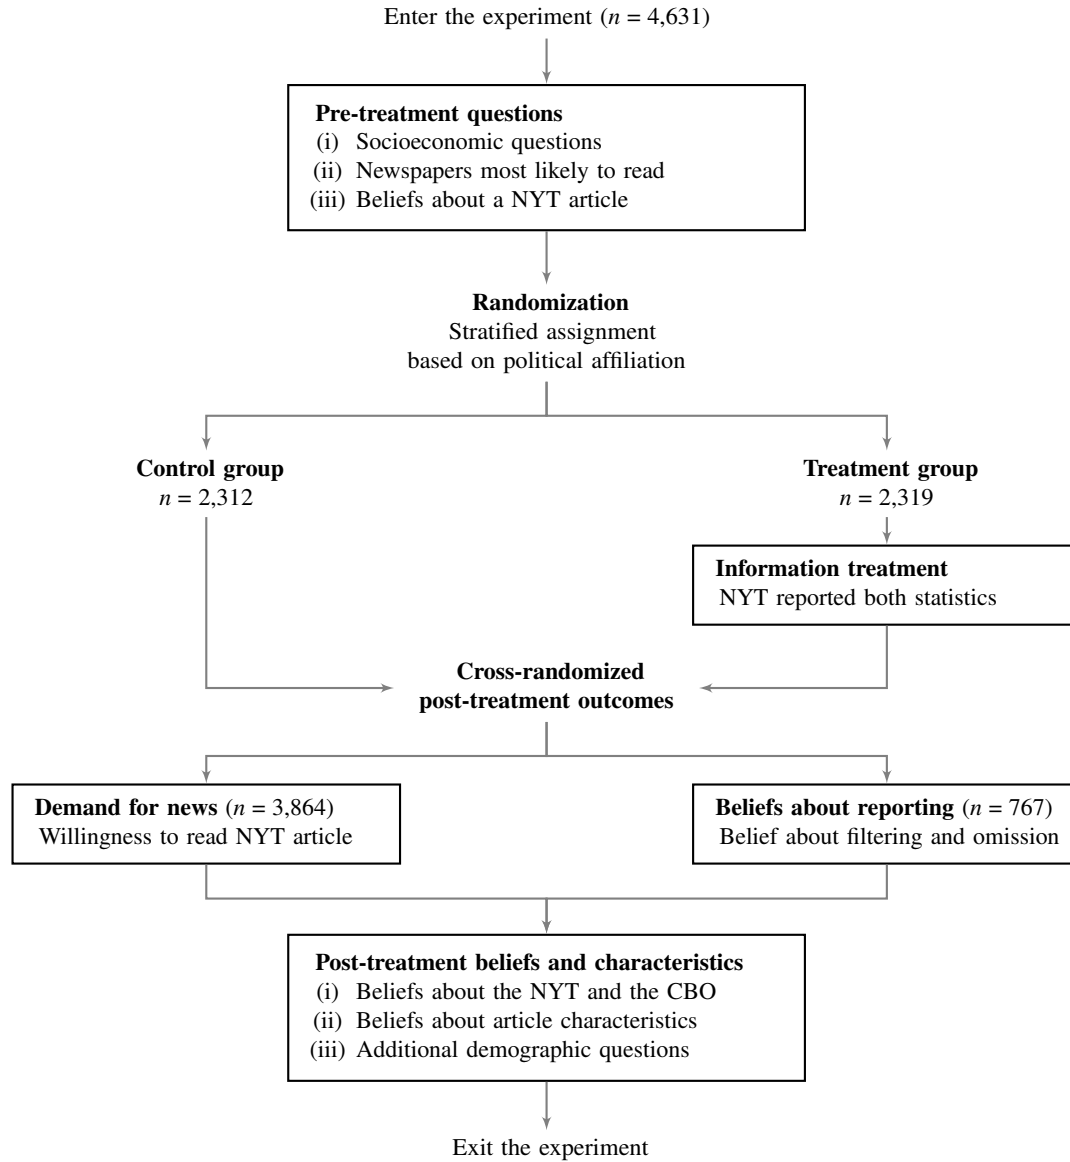 Enter the experiment (n = 4,631)
Pre-treatment questions
(i) Socioeconomic questions
(ii) Newspapers most likely to read
(iii) Beliefs about a NYT article
Randomization
Stratified assignment
based on political affiliation
Control group
n = 2,312
Treatment group
n = 2,319
Information treatment
NYT reported both statistics
Cross-randomized
post-treatment outcomes
Demand for news (n = 3,864)
Willingness to read NYT article
Beliefs about reporting (n = 767)
Belief about filtering and omission
Post-treatment beliefs and characteristics
(i) Beliefs about the NYT and the CBO
(ii) Beliefs about article characteristics
(iii) Additional demographic questions
Exit the experiment